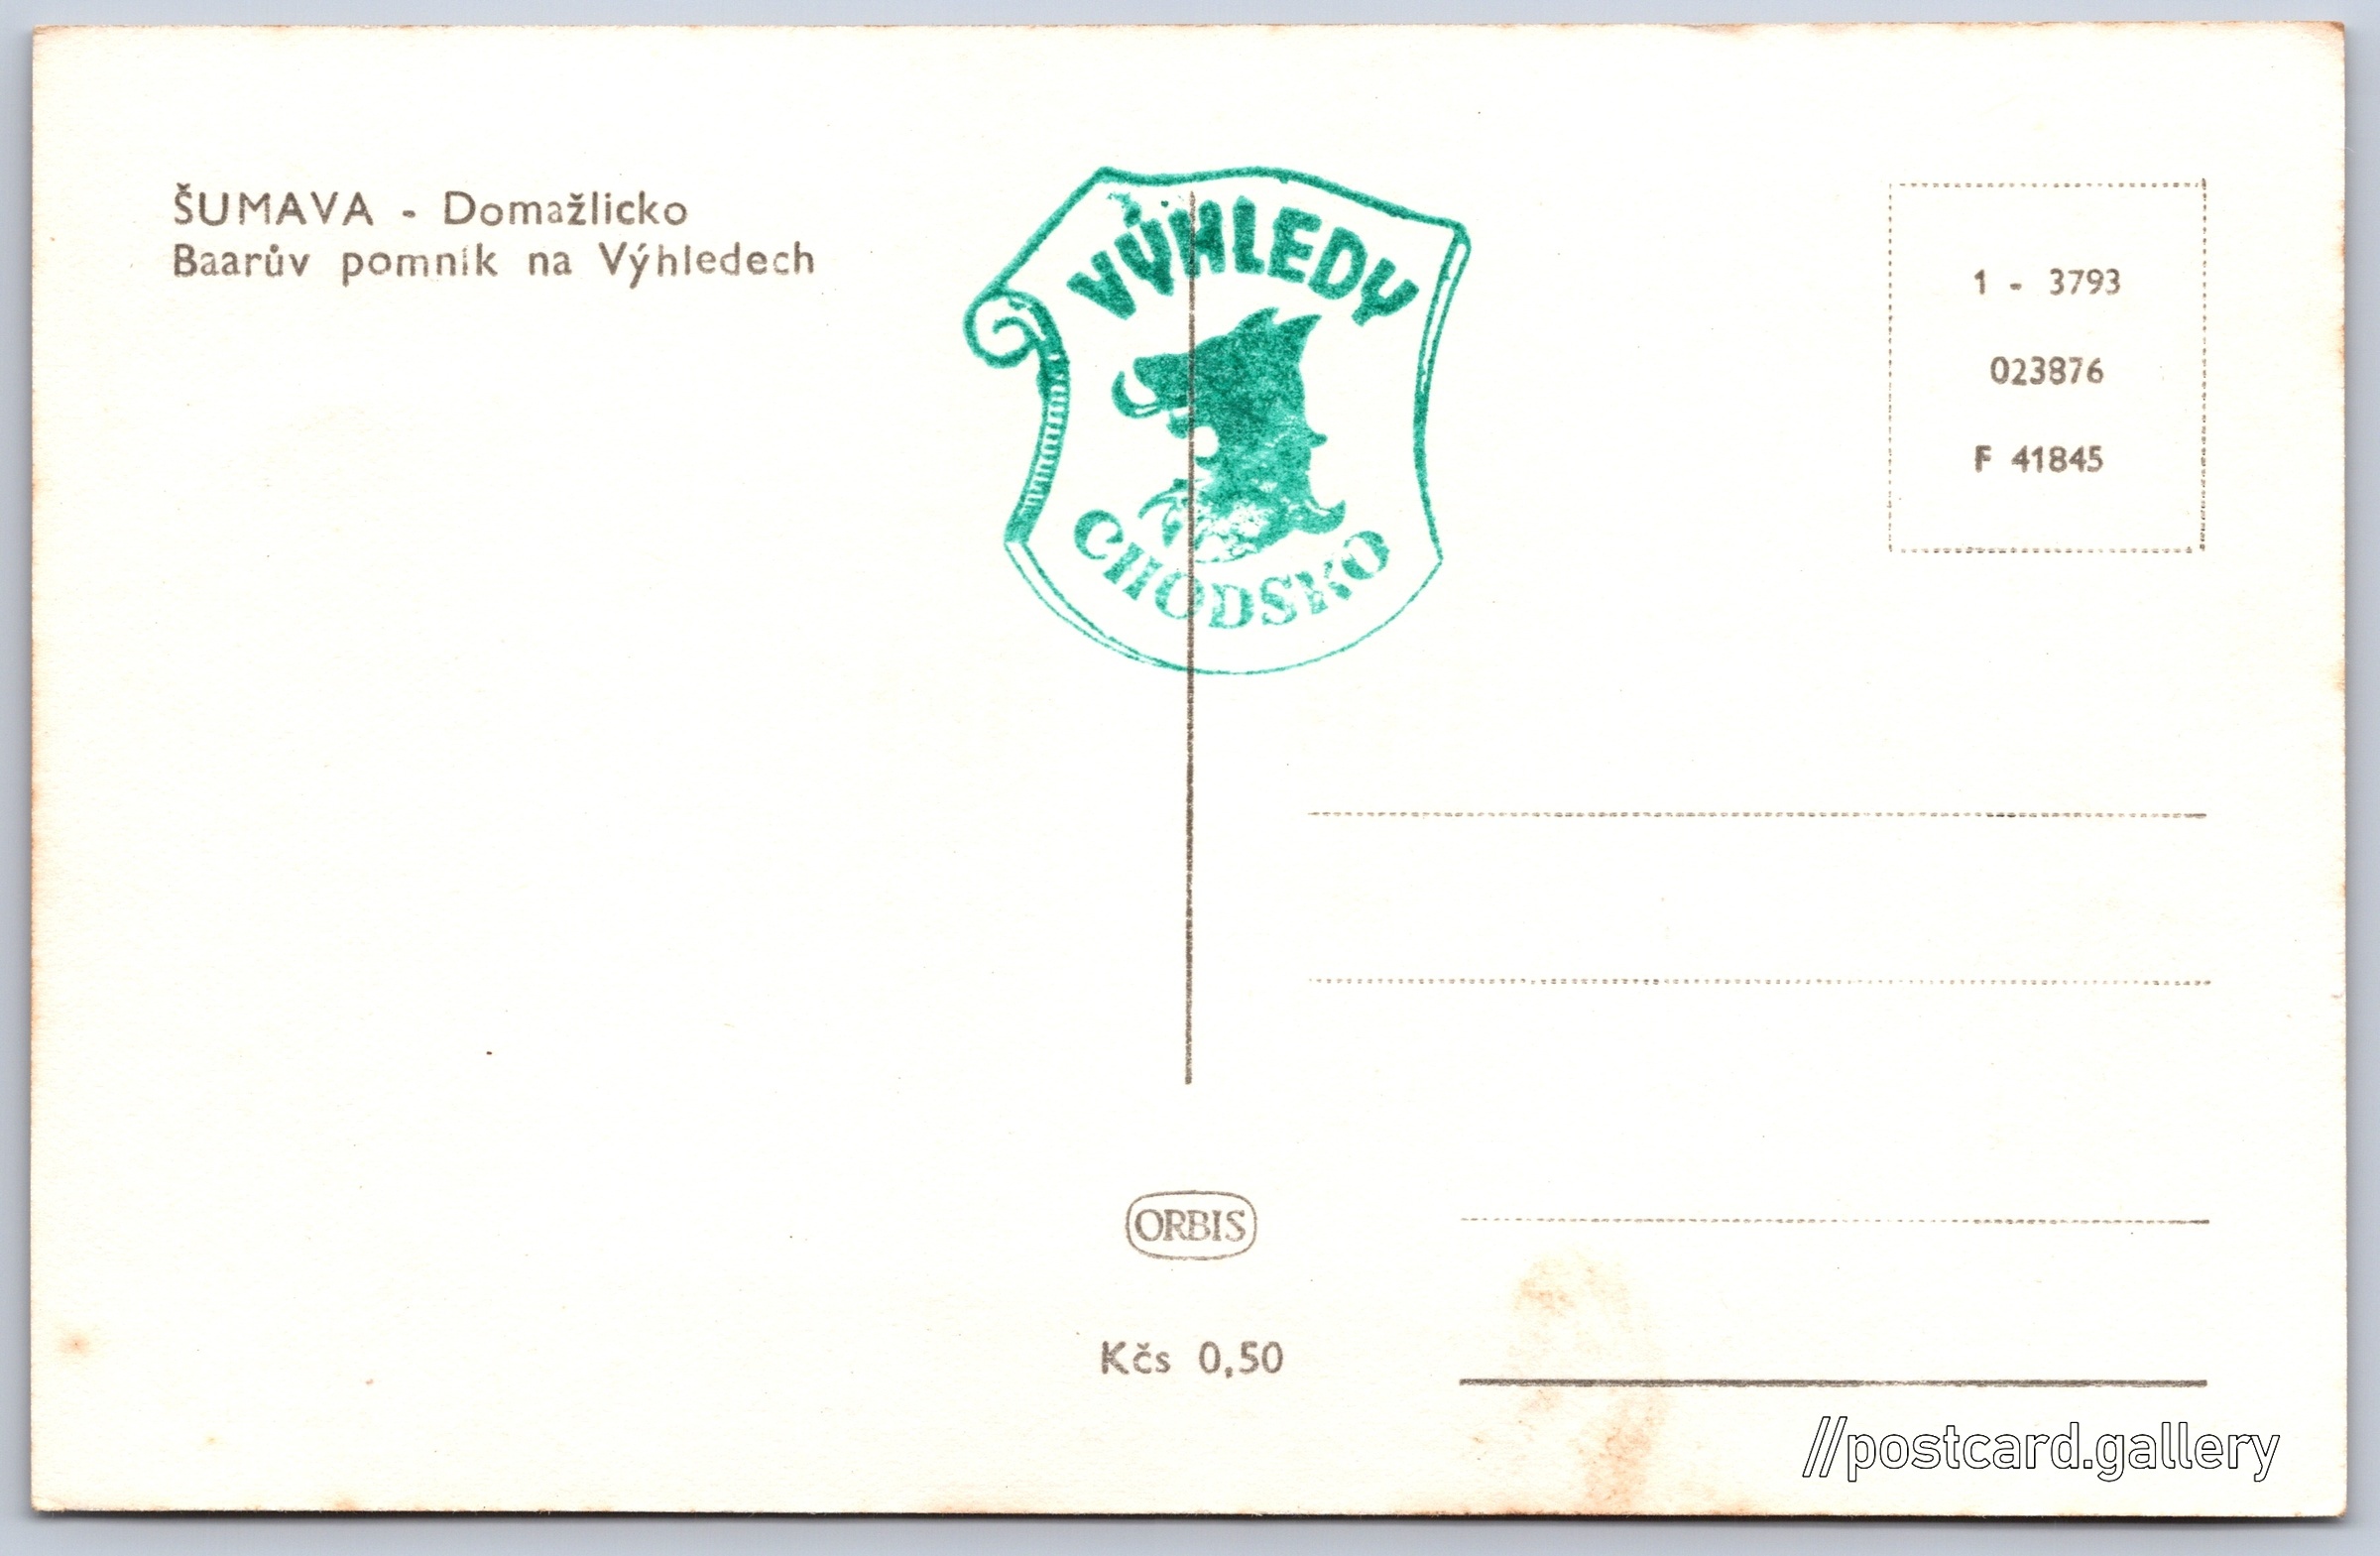 ŠUMAVA - Domažlicko
Baarův pomník na Výhledech
VÝHLEDY
CHODSKO
1 - 3793
023876
F 41845
ORBIS
Kčs 0,50
//postcard.gallery